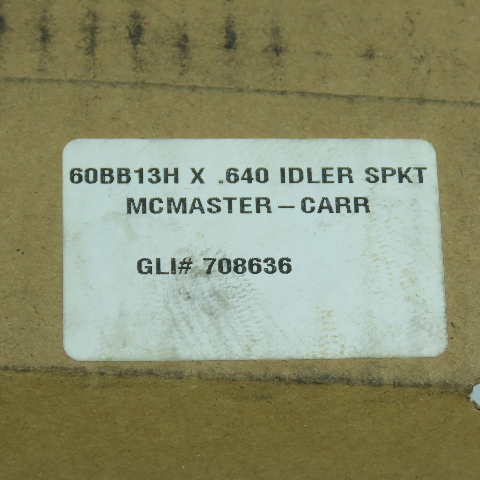 60BB13H X .640 IDLER SPKT
MCMASTER-CARR
GLI# 708636